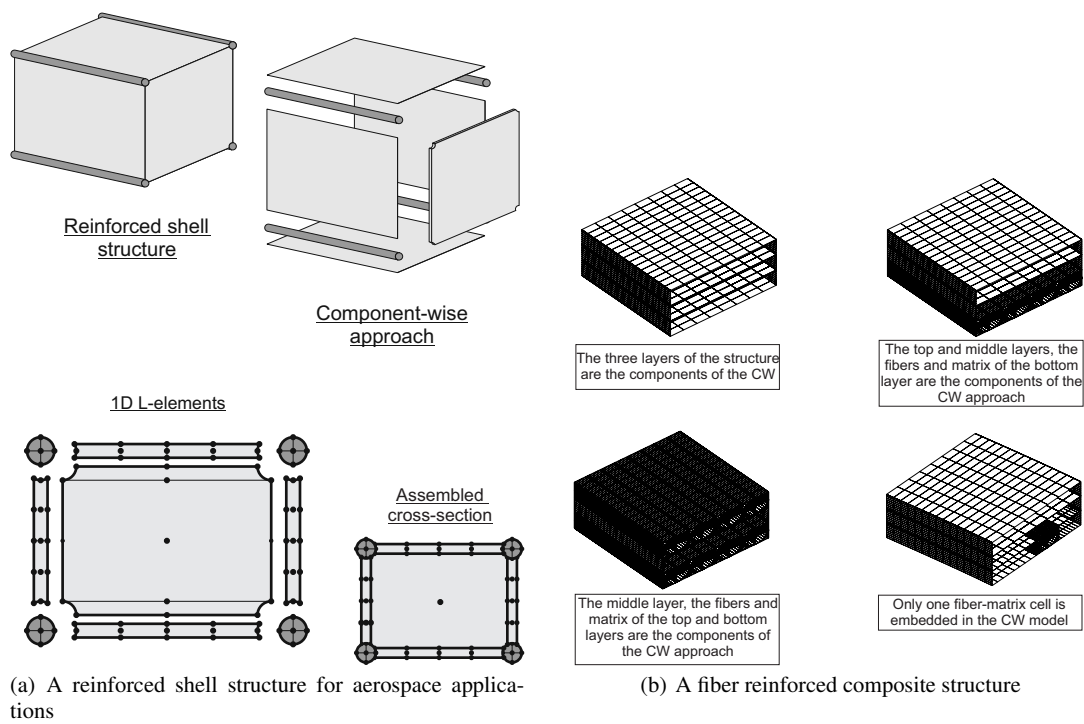 Reinforced shell
structure
Component-wise
approach
1D L-elements
Assembled
cross-section
(a) A reinforced shell structure for aerospace applica-
tions
The three layers of the structure
are the components of the CW
The top and middle layers, the
fibers and matrix of the bottom
layer are the components of the
CW approach
The middle layer, the fibers and
matrix of the top and bottom
layers are the components of
the CW approach
Only one fiber-matrix cell is
embedded in the CW model
(b) A fiber reinforced composite structure